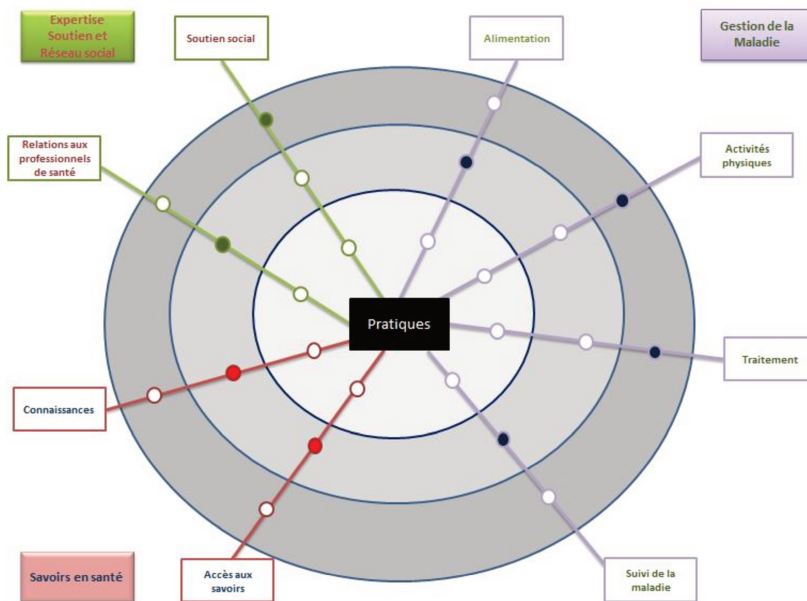 Expertise
Soutien et
Réseau social
Soutien social
Alimentation
Gestion de la
Maladie
Relations aux
professionnels
de santé
Activités
physiques
Pratiques
Traitement
Connaissances
Savoirs en santé
Accès aux
savoirs
Suivi de la
maladie